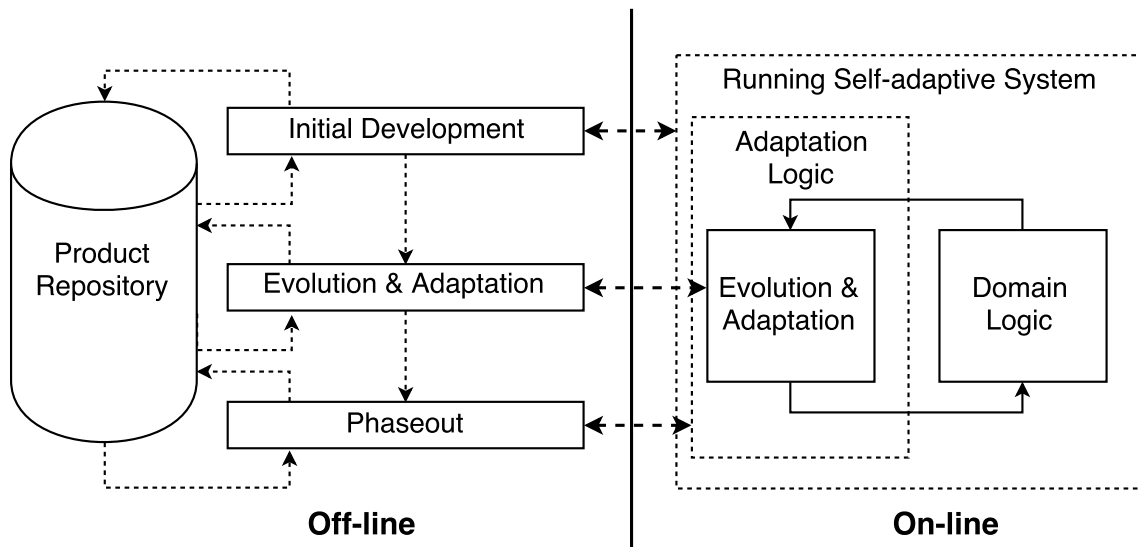 Product
Repository
Initial Development
Evolution & Adaptation
Phaseout
Off-line
Running Self-adaptive System
Adaptation
Logic
Evolution &
Adaptation
Domain
Logic
On-line